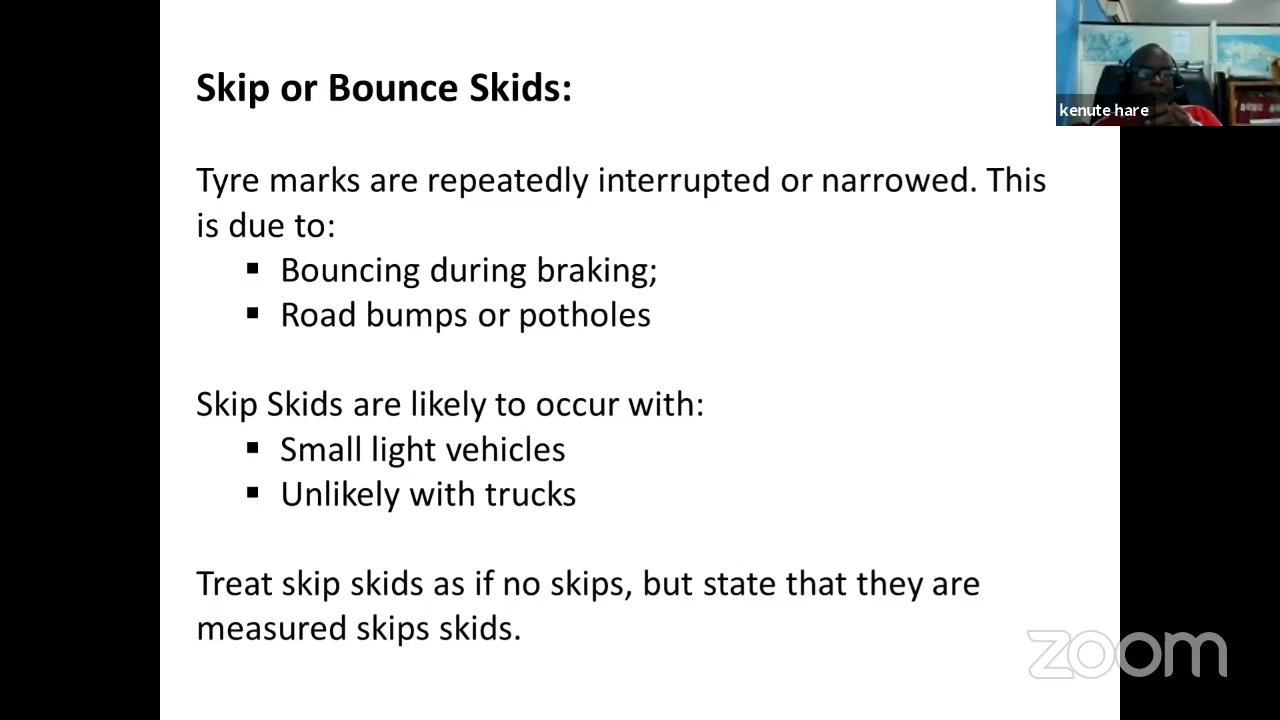 Skip or Bounce Skids:
kenute hare
Tyre marks are repeatedly interrupted or narrowed. This
is due to:
▪ Bouncing during braking;
▪ Road bumps or potholes
Skip Skids are likely to occur with:
▪ Small light vehicles
▪ Unlikely with trucks
Treat skip skids as if no skips, but state that they are
measured skips skids.
zoom